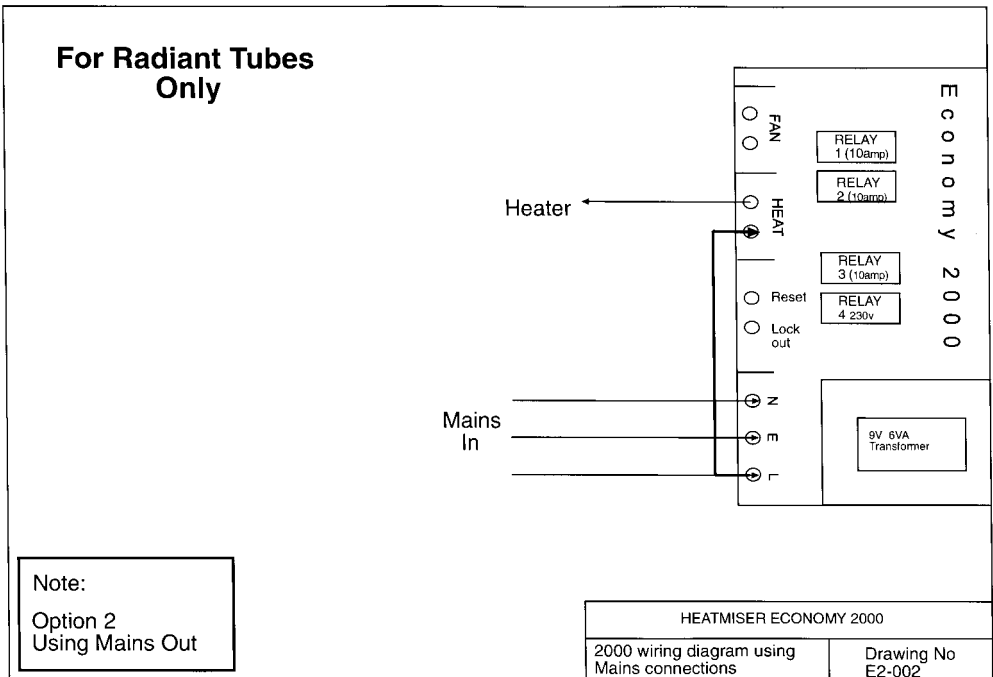 For Radiant Tubes
Only
Economy 2000
FAN
RELAY
1 (10amp)
RELAY
2 (10amp)
Heater
HEAT
RELAY
3 (10amp)
Reset
RELAY
4 230v
Lock
out
Mains
In
N
E
L
9V 6VA
Transformer
Note:
Option 2
Using Mains Out
HEATMISER ECONOMY 2000
2000 wiring diagram using
Mains connections
Drawing No
E2-002